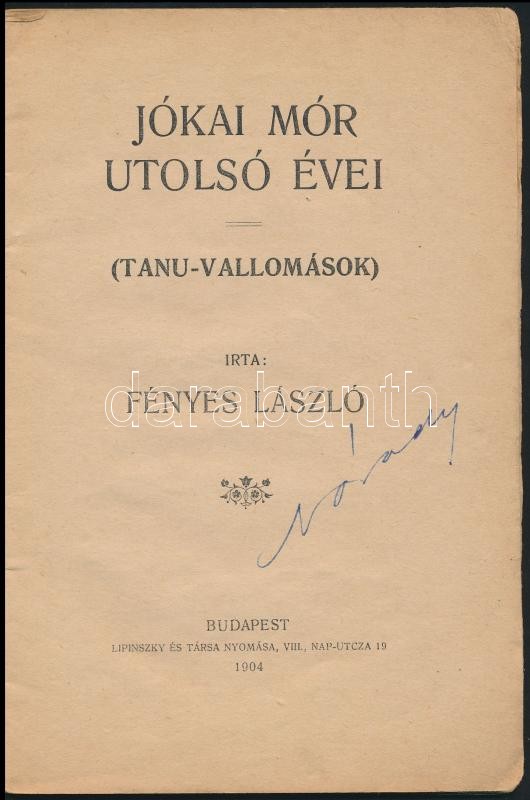 JÓKAI MÓR
UTOLSÓ ÉVEI
(TANU-VALLOMÁSOK)
IRTA:
FÉNYES LÁSZLÓ
darabanth
BUDAPEST
LIPINSZKY ÉS TÁRSA NYOMÁSA, VIII., NAP-UTCZA 19
1904